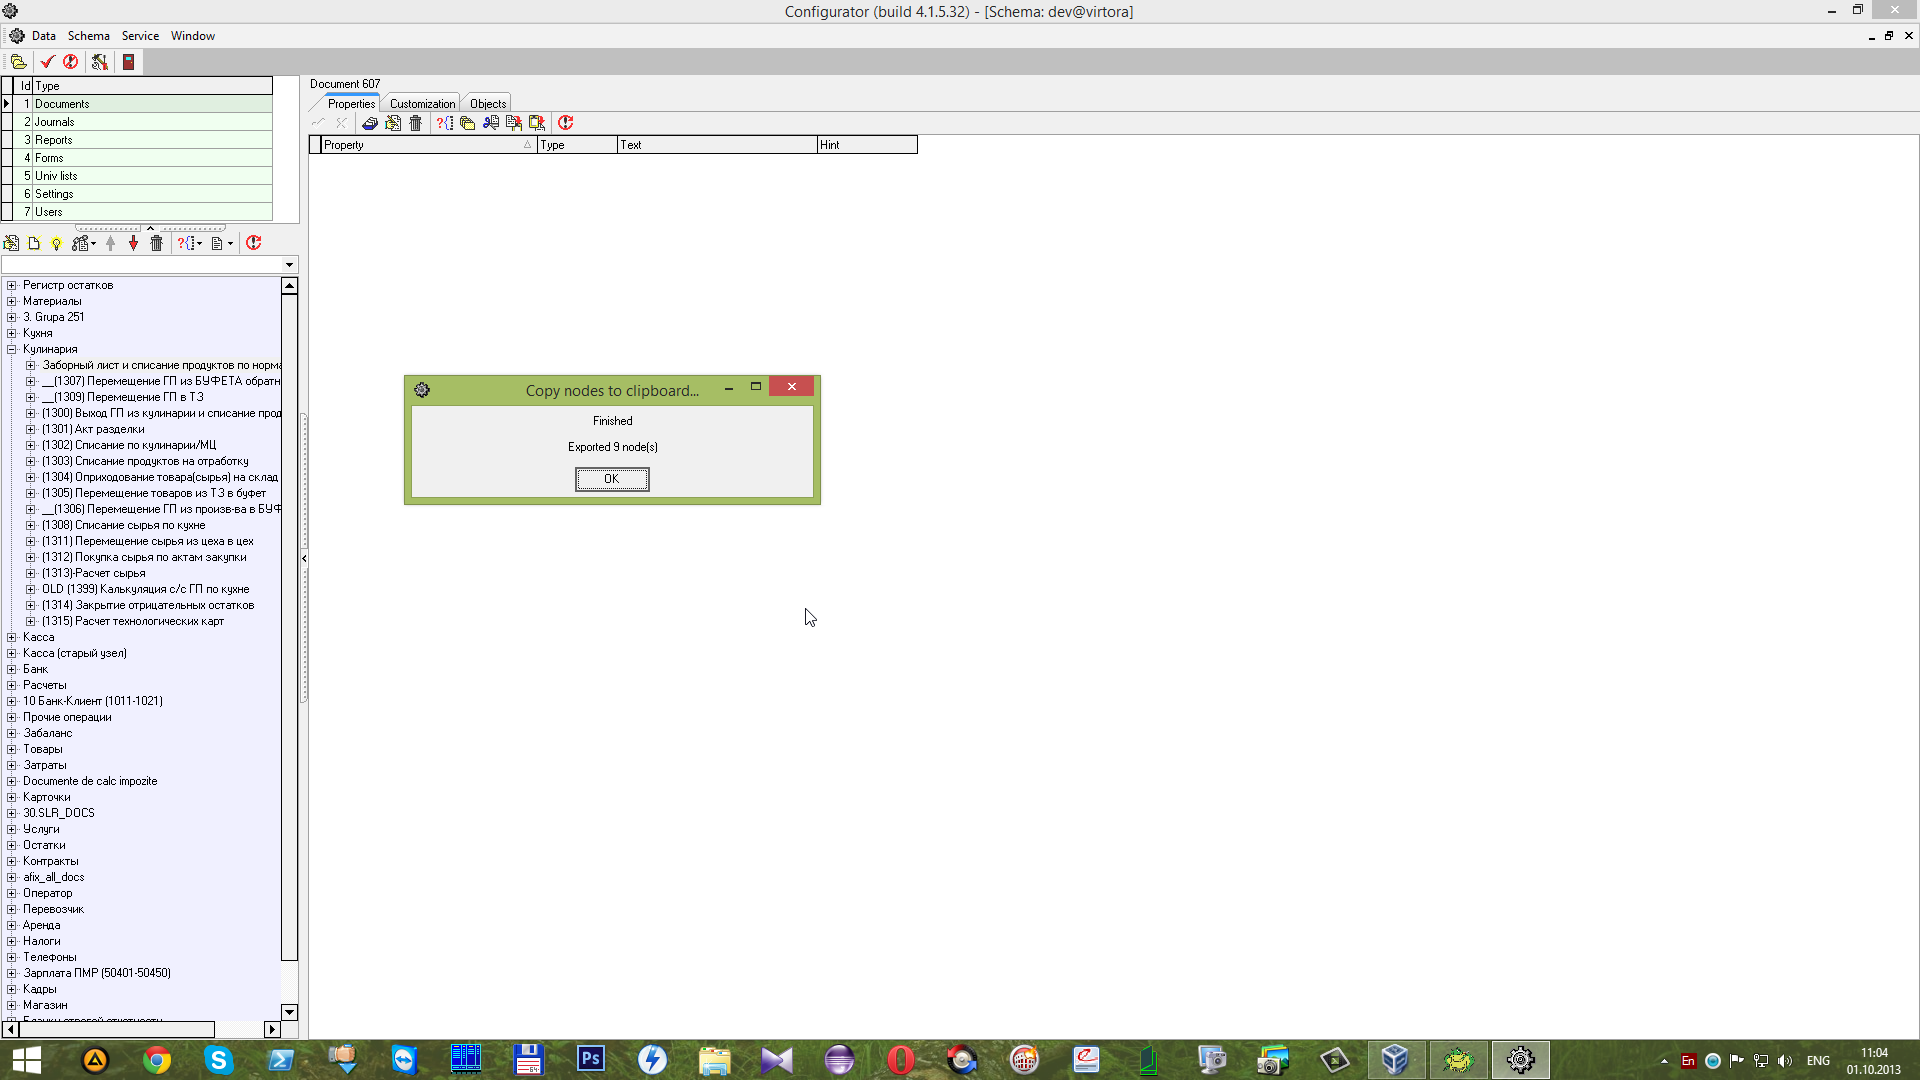 Configurator (build 4.1.5.32) - [Schema: dev@virtora]
Data Schema Service Window
Id Type
1 Documents
2 Journals
3 Reports
4 Forms
5 Univ lists
6 Settings
7 Users
Document 607
Properties Customization Objects
Property Type Text Hint
Регистр остатков
Материалы
3. Grupa 251
Кухня
Кулинария
Заборный лист и списание продуктов по норма
__(1307) Перемещение ГП из БУФЕТА обратн
__(1309) Перемещение ГП в ТЗ
(1300) Выход ГП из кулинарии и списание прод
(1301) Акт разделки
(1302) Списание по кулинарии/МЦ
(1303) Списание продуктов на отработку
(1304) Оприходование товара(сырья) на склад
(1305) Перемещение товаров из ТЗ в буфет
__(1306) Перемещение ГП из произв-ва в БУФ
(1308) Списание сырья по кухне
(1311) Перемещение сырья из цеха в цех
(1312) Покупка сырья по актам закупки
(1313)-Расчет сырья
OLD (1399) Калькуляция с/с ГП по кухне
(1314) Закрытие отрицательных остатков
(1315) Расчет технологических карт
Касса
Касса (старый узел)
Банк
Расчеты
10 Банк-Клиент (1011-1021)
Прочие операции
Забаланс
Товары
Затраты
Documente de calc impozite
Карточки
30.SLR_DOCS
Услуги
Остатки
Контракты
afix_all_docs
Оператор
Перевозчик
Аренда
Налоги
Телефоны
Зарплата ПМР (50401-50450)
Кадры
Магазин
Бланки строгой отчетности
Copy nodes to clipboard...
Finished
Exported 9 node(s)
OK
Ps
64
En
ENG
11:04
01.10.2013